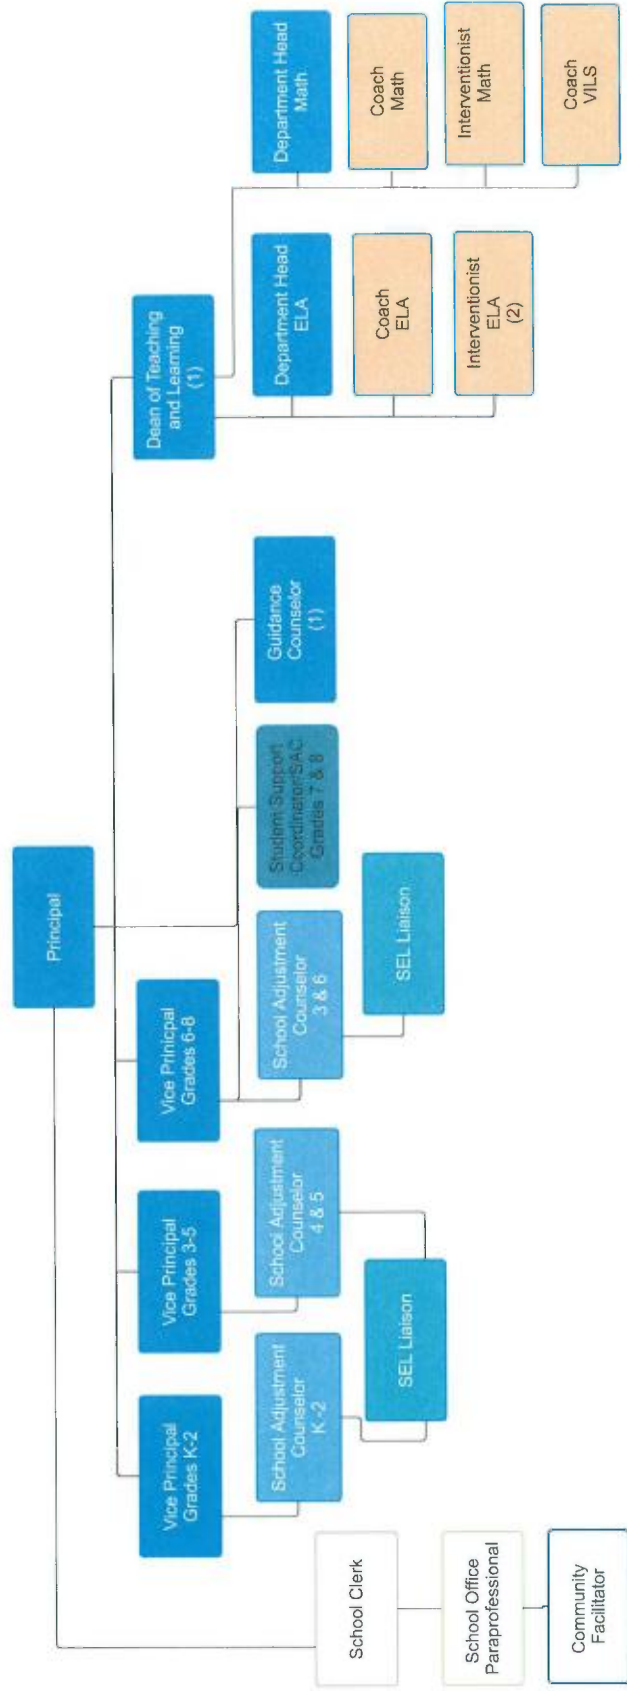 Principal
Vice Principal
Grades K-2
Vice Principal
Grades 3-5
Vice Prinicpal
Grades 6-8
Dean of Teaching
and Learning
(1)
School Adjustment
Counselor
K-2
School Adjustment
Counselor
4 & 5
School Adjustment
Counselor
3 & 6
Student Support
Coordinator/SAC
Grades 7 & 8
Guidance
Counselor
(1)
SEL Liaison
SEL Liaison
Department Head
ELA
Coach
ELA
Interventionist
ELA
(2)
Department Head
Math
Coach
Math
Interventionist
Math
Coach
VILS
School Clerk
School Office
Paraprofessional
Community
Facilitator